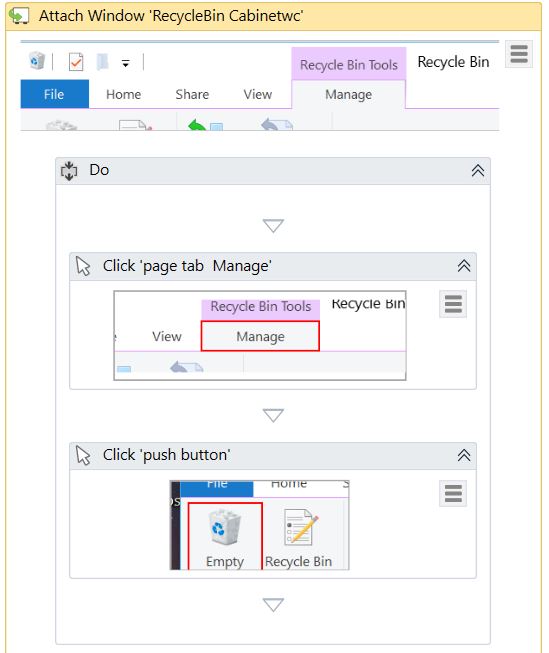 Attach Window 'RecycleBin Cabinetwc'
Recycle Bin Tools Recycle Bin
File Home Share View Manage
Do
Click 'page tab  Manage'
Recycle Bin Tools Recycle Bin
View Manage
Click 'push button'
File Home
Empty Recycle Bin